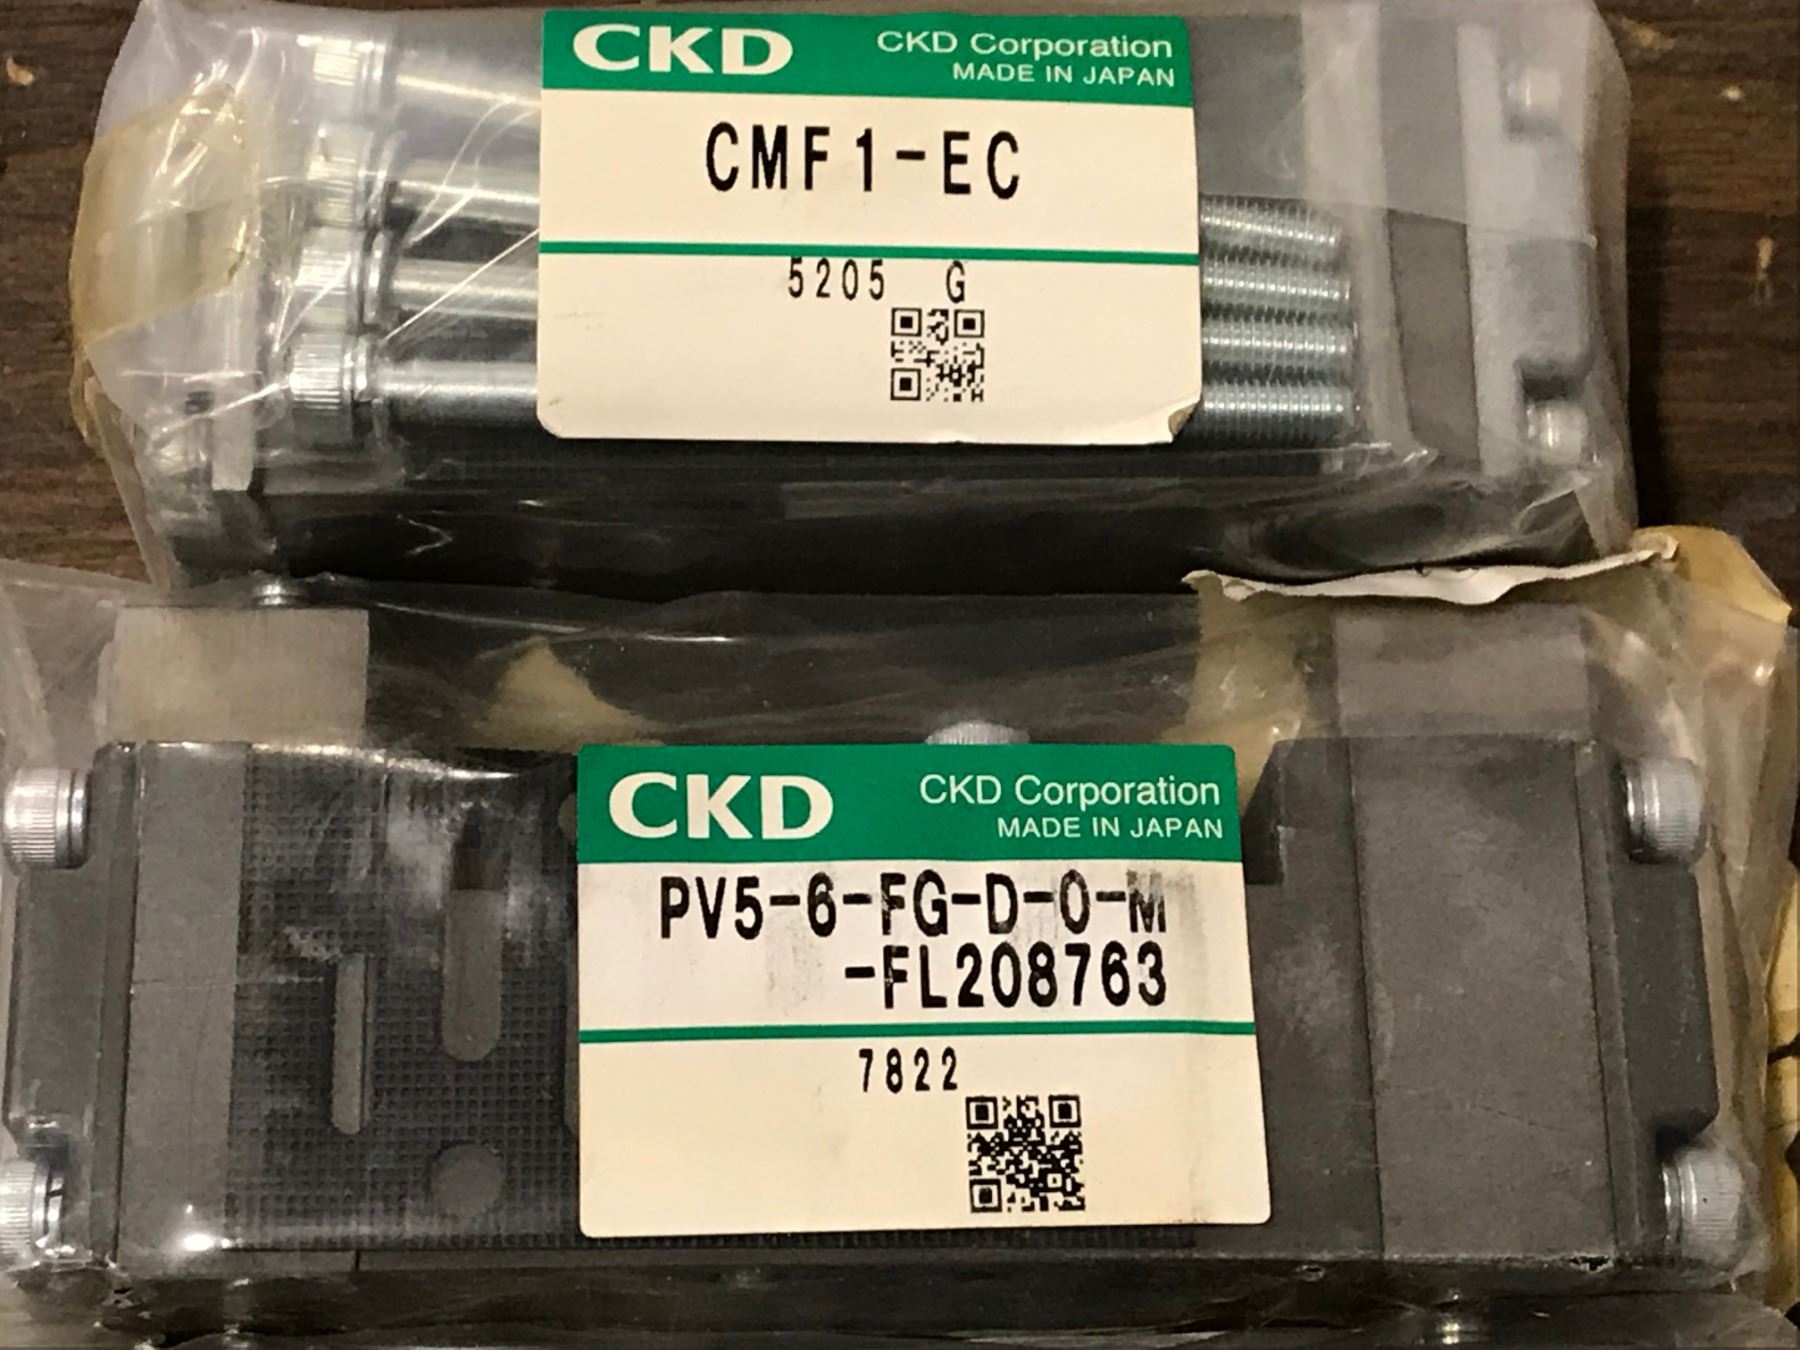 CKD CKD Corporation
MADE IN JAPAN
CMF1-EC
5205 G
CKD CKD Corporation
MADE IN JAPAN
PV5-6-FG-D-0-M
-FL208763
7822